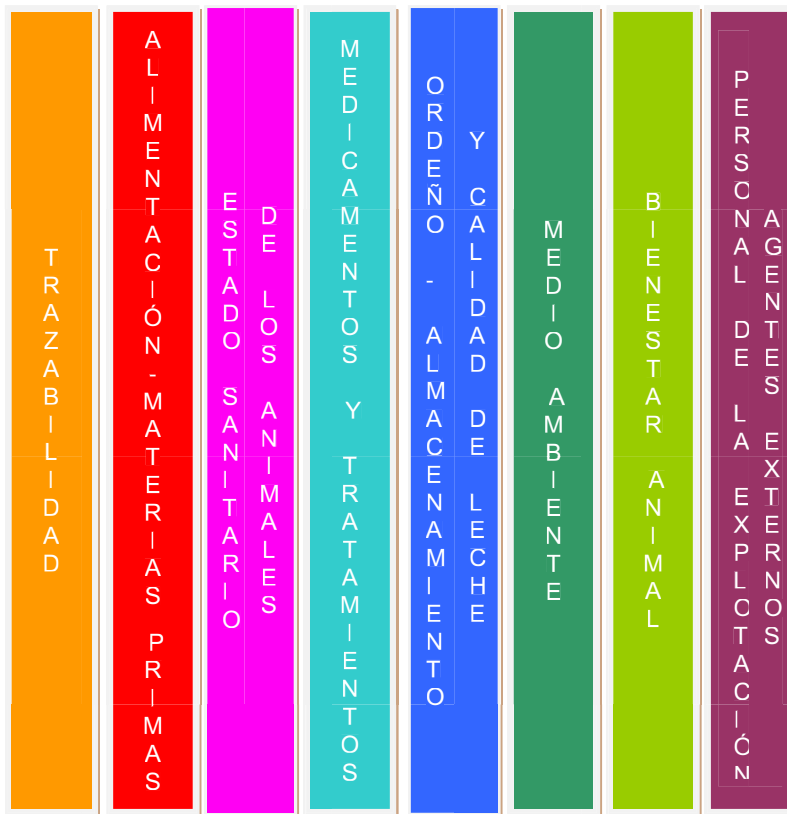 TRAZABILIDAD
ALIMENTACIÓN-MATERIAS PRIMAS
ESTADO SANITARIO
DE LOS ANIMALES
MEDICAMENTOS Y TRATAMIENTOS
ORDEÑO - ALMACENAMIENTO
Y CALIDAD DE LECHE
MEDIO AMBIENTE
BIENESTAR ANIMAL
PERSONAL DE LA EXPLOTACIÓN
AGENTES EXTERNOS